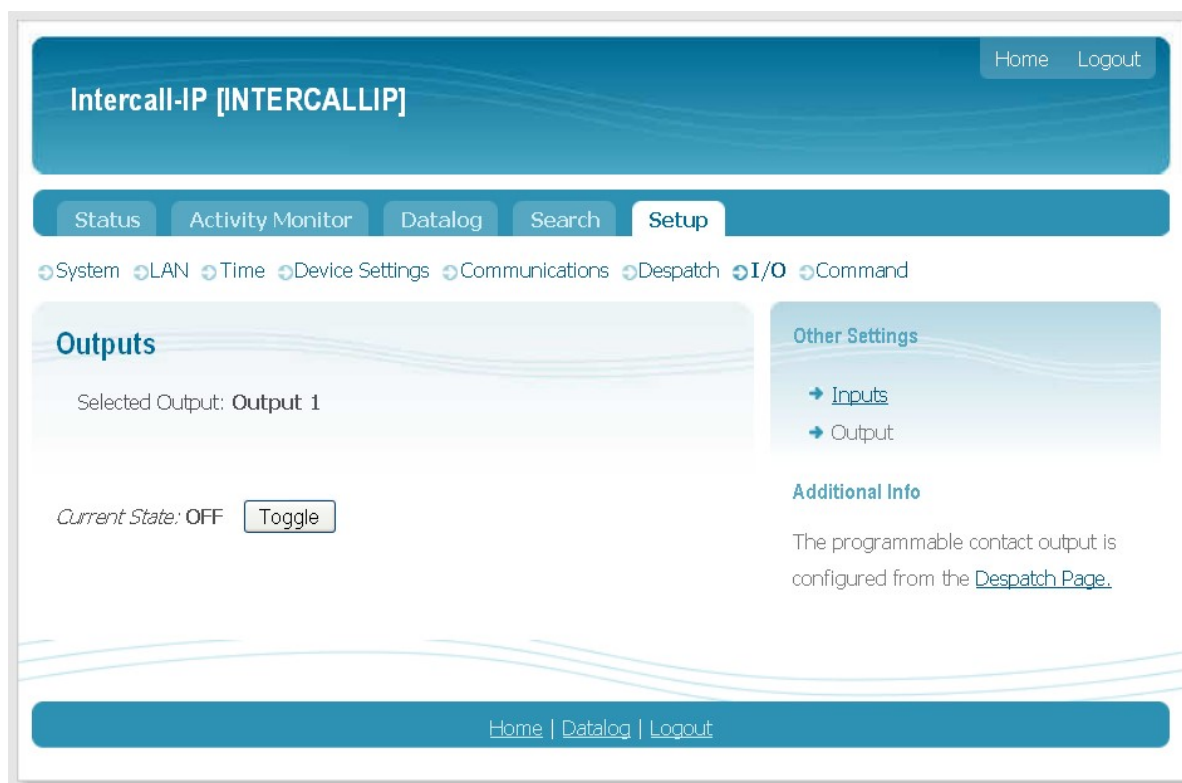 Home Logout
Intercall-IP [INTERCALLIP]
Status Activity Monitor Datalog Search Setup
System LAN Time Device Settings Communications Despatch I/O Command
Outputs
Selected Output: Output 1
Current State: OFF Toggle
Other Settings
Inputs
Output
Additional Info
The programmable contact output is
configured from the Despatch Page.
Home | Datalog | Logout